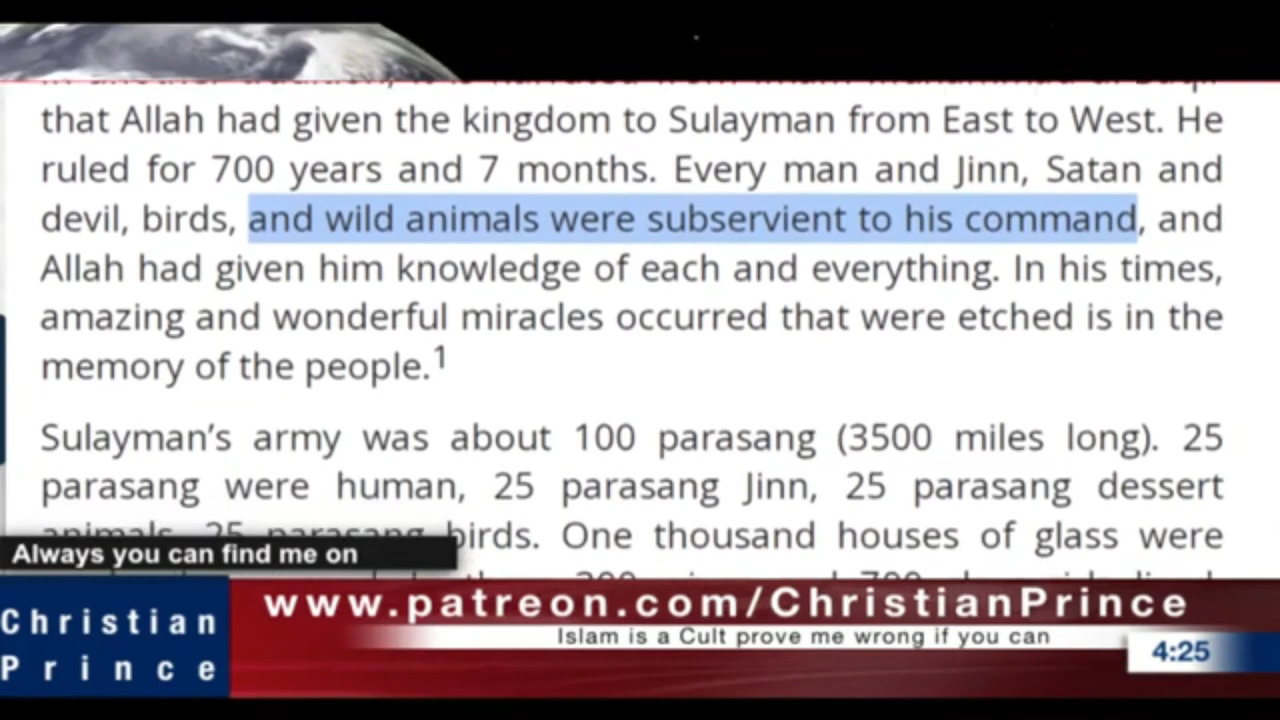 that Allah had given the kingdom to Sulayman from East to West. He
ruled for 700 years and 7 months. Every man and Jinn, Satan and
devil, birds, and wild animals were subservient to his command, and
Allah had given him knowledge of each and everything. In his times,
amazing and wonderful miracles occurred that were etched is in the
memory of the people.1
Sulayman's army was about 100 parasang (3500 miles long). 25
parasang were human, 25 parasang Jinn, 25 parasang dessert
animals, 25 parasang birds. One thousand houses of glass were
Always you can find me on
Christian
Prince
www.patreon.com/ChristianPrince
Islam is a Cult prove me wrong if you can
4:25